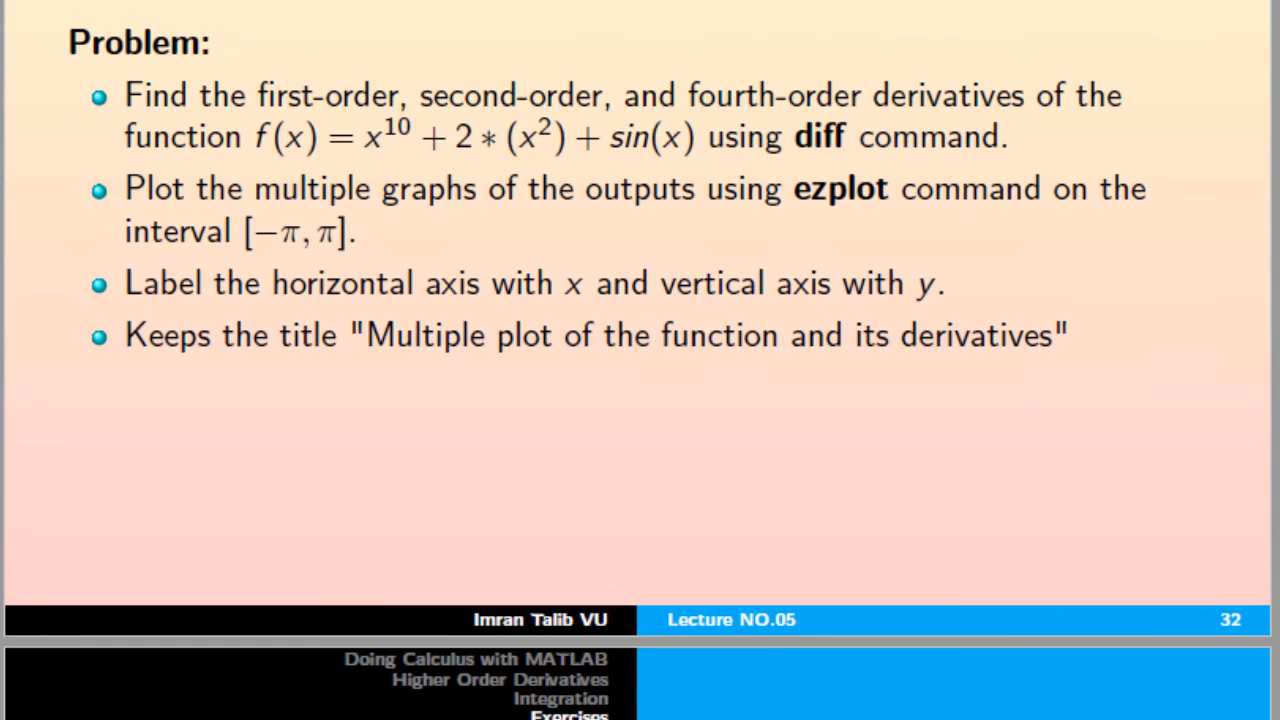 Problem:
Find the first-order, second-order, and fourth-order derivatives of the
function f(x) = x¹⁰ + 2 * (x²) + sin(x) using diff command.
Plot the multiple graphs of the outputs using ezplot command on the
interval [−π, π].
Label the horizontal axis with x and vertical axis with y.
Keeps the title "Multiple plot of the function and its derivatives"
Imran Talib VU Lecture NO.05 32
Doing Calculus with MATLAB
Higher Order Derivatives
Integration
Exercises